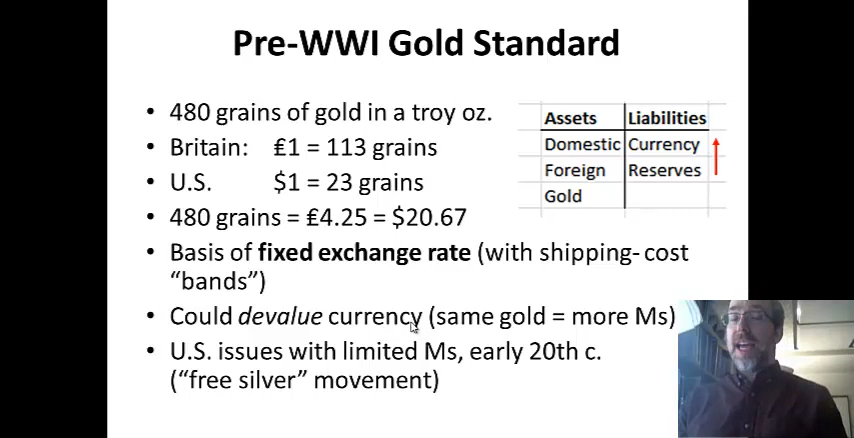 Pre-WWI Gold Standard
• 480 grains of gold in a troy oz.
• Britain: ₤1 = 113 grains
• U.S. $1 = 23 grains
• 480 grains = ₤4.25 = $20.67
• Basis of fixed exchange rate (with shipping- cost
“bands”)
• Could devalue currency (same gold = more Ms)
• U.S. issues with limited Ms, early 20th c.
(“free silver” movement)
Assets Liabilities
Domestic Currency
Foreign Reserves
Gold